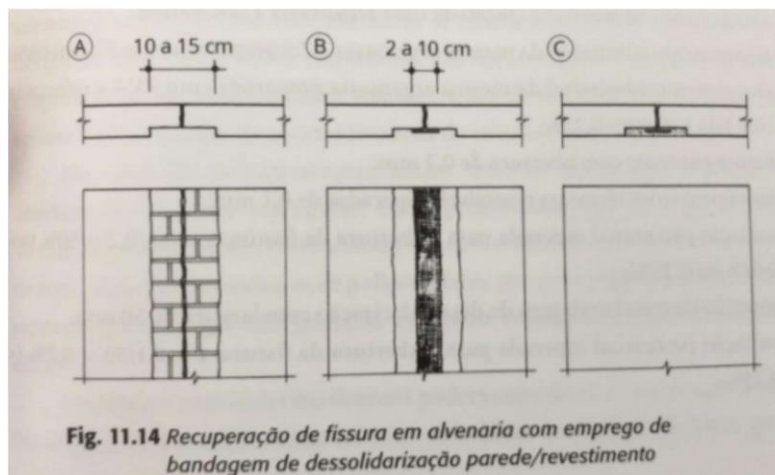 A 10 a 15 cm B 2 a 10 cm C
Fig. 11.14 Recuperação de fissura em alvenaria com emprego de
bandagem de dessolidarização parede/revestimento